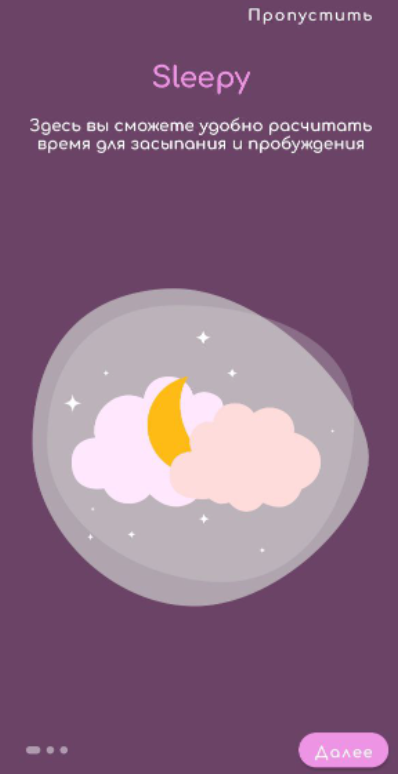 Пропустить
Sleepy
Здесь вы сможете удобно расчитать
время для засыпания и пробуждения
Далее